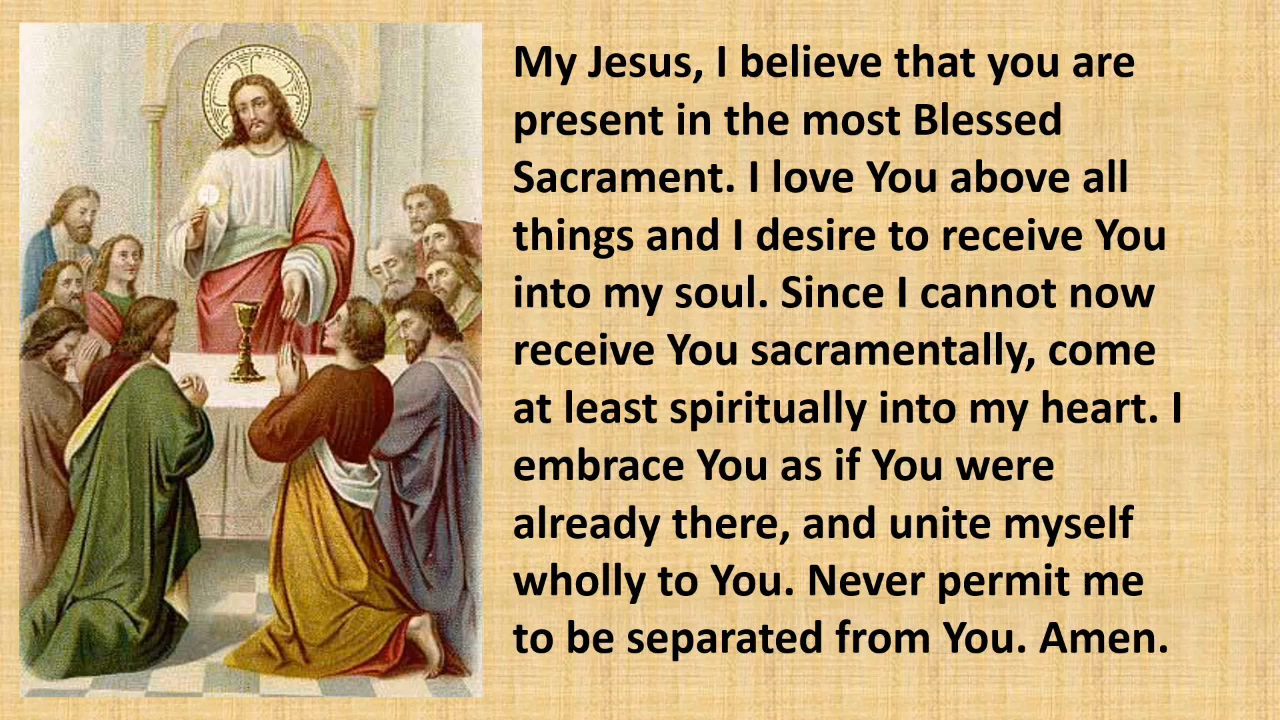 My Jesus, I believe that you are
present in the most Blessed
Sacrament. I love You above all
things and I desire to receive You
into my soul. Since I cannot now
receive You sacramentally, come
at least spiritually into my heart. I
embrace You as if You were
already there, and unite myself
wholly to You. Never permit me
to be separated from You. Amen.